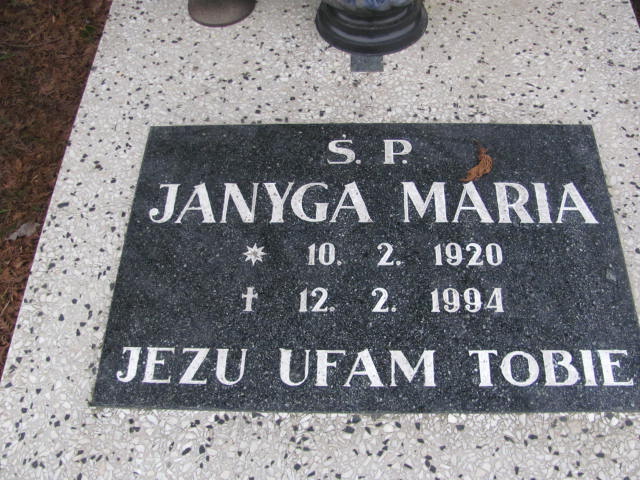 Ś. P.
JANYGA MARIA
* 10. 2. 1920
† 12. 2. 1994
JEZU UFAM TOBIE